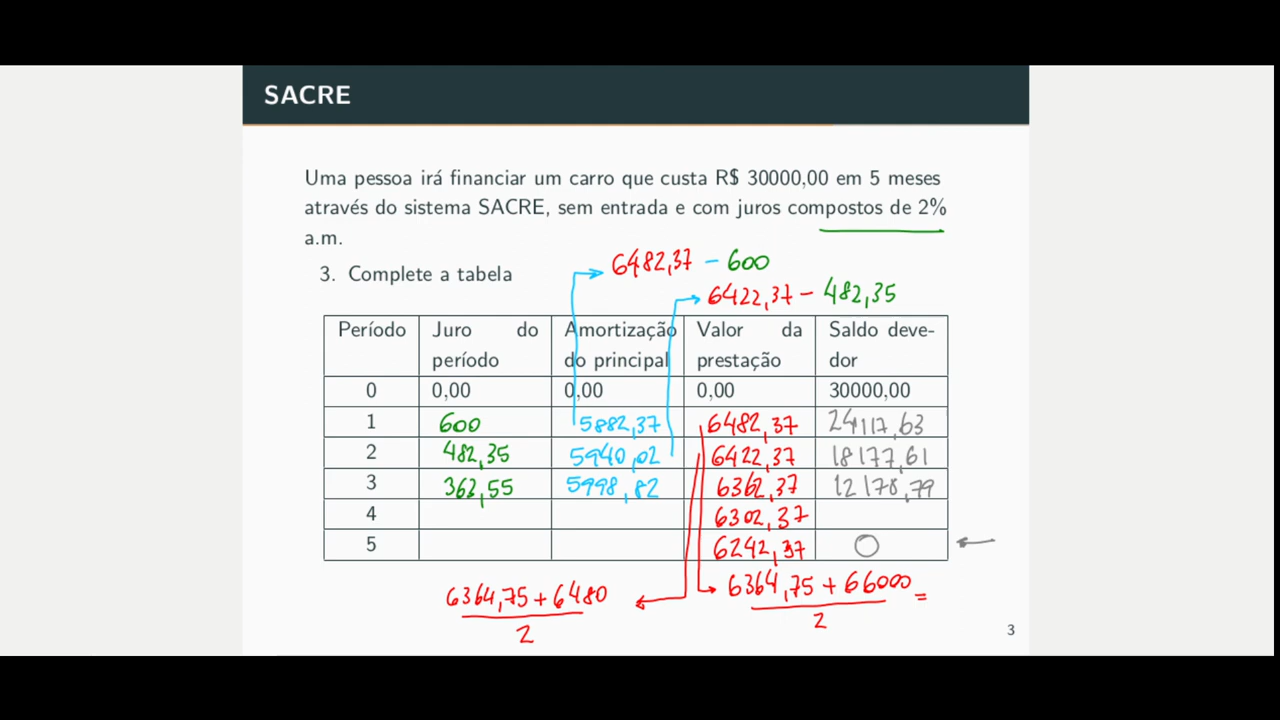 SACRE
Uma pessoa irá financiar um carro que custa R$ 30000,00 em 5 meses
através do sistema SACRE, sem entrada e com juros compostos de 2%
a.m.
6482,37 - 600
3. Complete a tabela
6422,37 - 482,35
Período Juro do período Amortização do principal Valor da prestação Saldo deve-dor
0 0,00 0,00 0,00 30000,00
1 600 5882,37 6482,37 24117,63
2 482,35 5940,02 6422,37 18177,61
3 363,55 5998,82 6362,37 12178,79
4 6302,37
5 6242,37 0
6364,75 + 6480
2
6364,75 + 66000 =
2
3